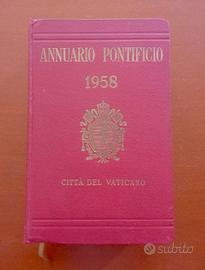 ANNUARIO PONTIFICIO
1958
CITTÀ DEL VATICANO
subito